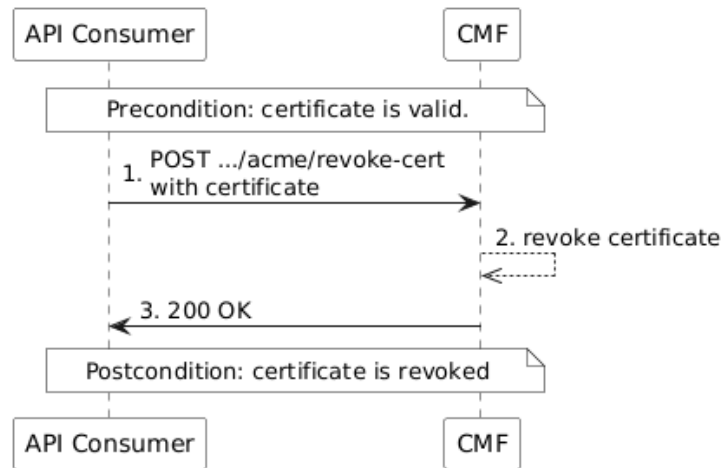 API Consumer
CMF
Precondition: certificate is valid.
1. POST .../acme/revoke-cert
with certificate
2. revoke certificate
3. 200 OK
Postcondition: certificate is revoked
API Consumer
CMF